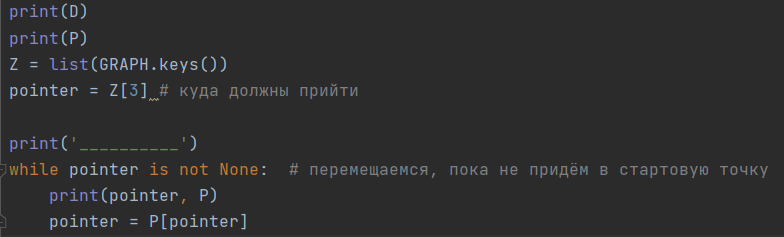 print(D)
print(P)
Z = list(GRAPH.keys())
pointer = Z[3] # куда должны прийти
print('__________')
while pointer is not None:  # перемещаемся, пока не придём в стартовую точку
    print(pointer, P)
    pointer = P[pointer]